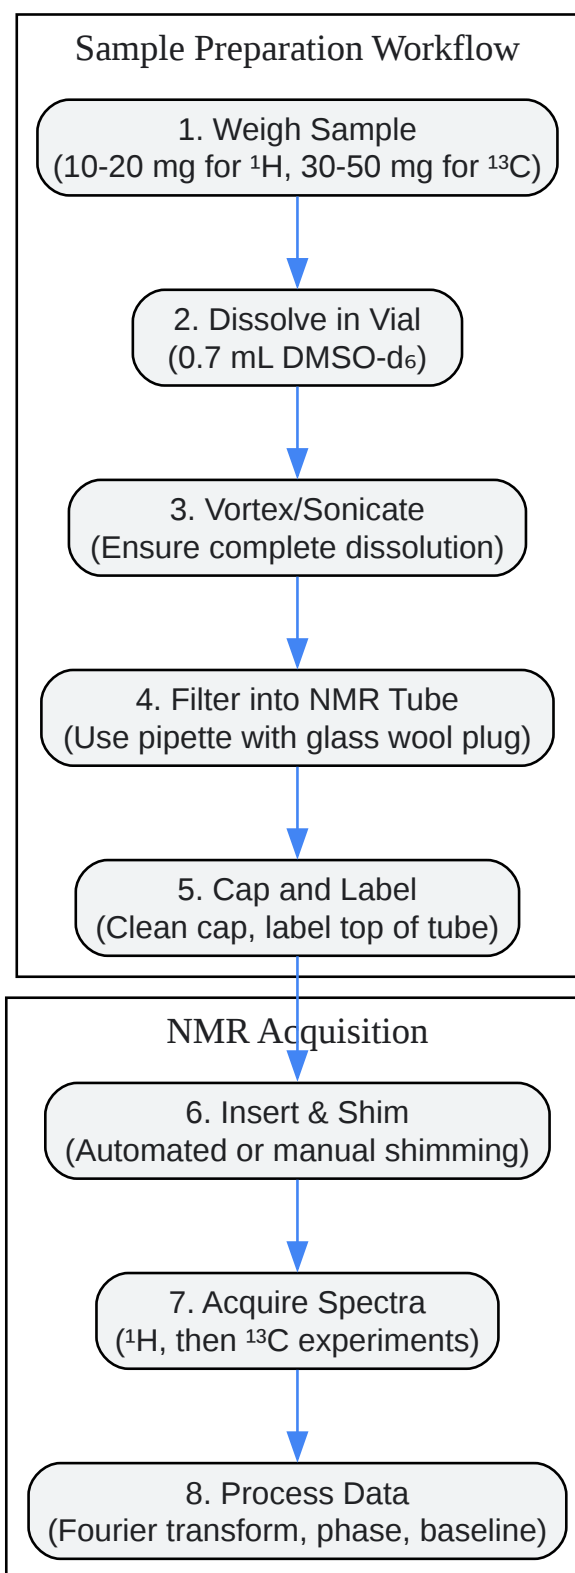 Sample Preparation Workflow
1. Weigh Sample
(10-20 mg for ¹H, 30-50 mg for ¹³C)
2. Dissolve in Vial
(0.7 mL DMSO-d₆)
3. Vortex/Sonicate
(Ensure complete dissolution)
4. Filter into NMR Tube
(Use pipette with glass wool plug)
5. Cap and Label
(Clean cap, label top of tube)
NMR Acquisition
6. Insert & Shim
(Automated or manual shimming)
7. Acquire Spectra
(¹H, then ¹³C experiments)
8. Process Data
(Fourier transform, phase, baseline)